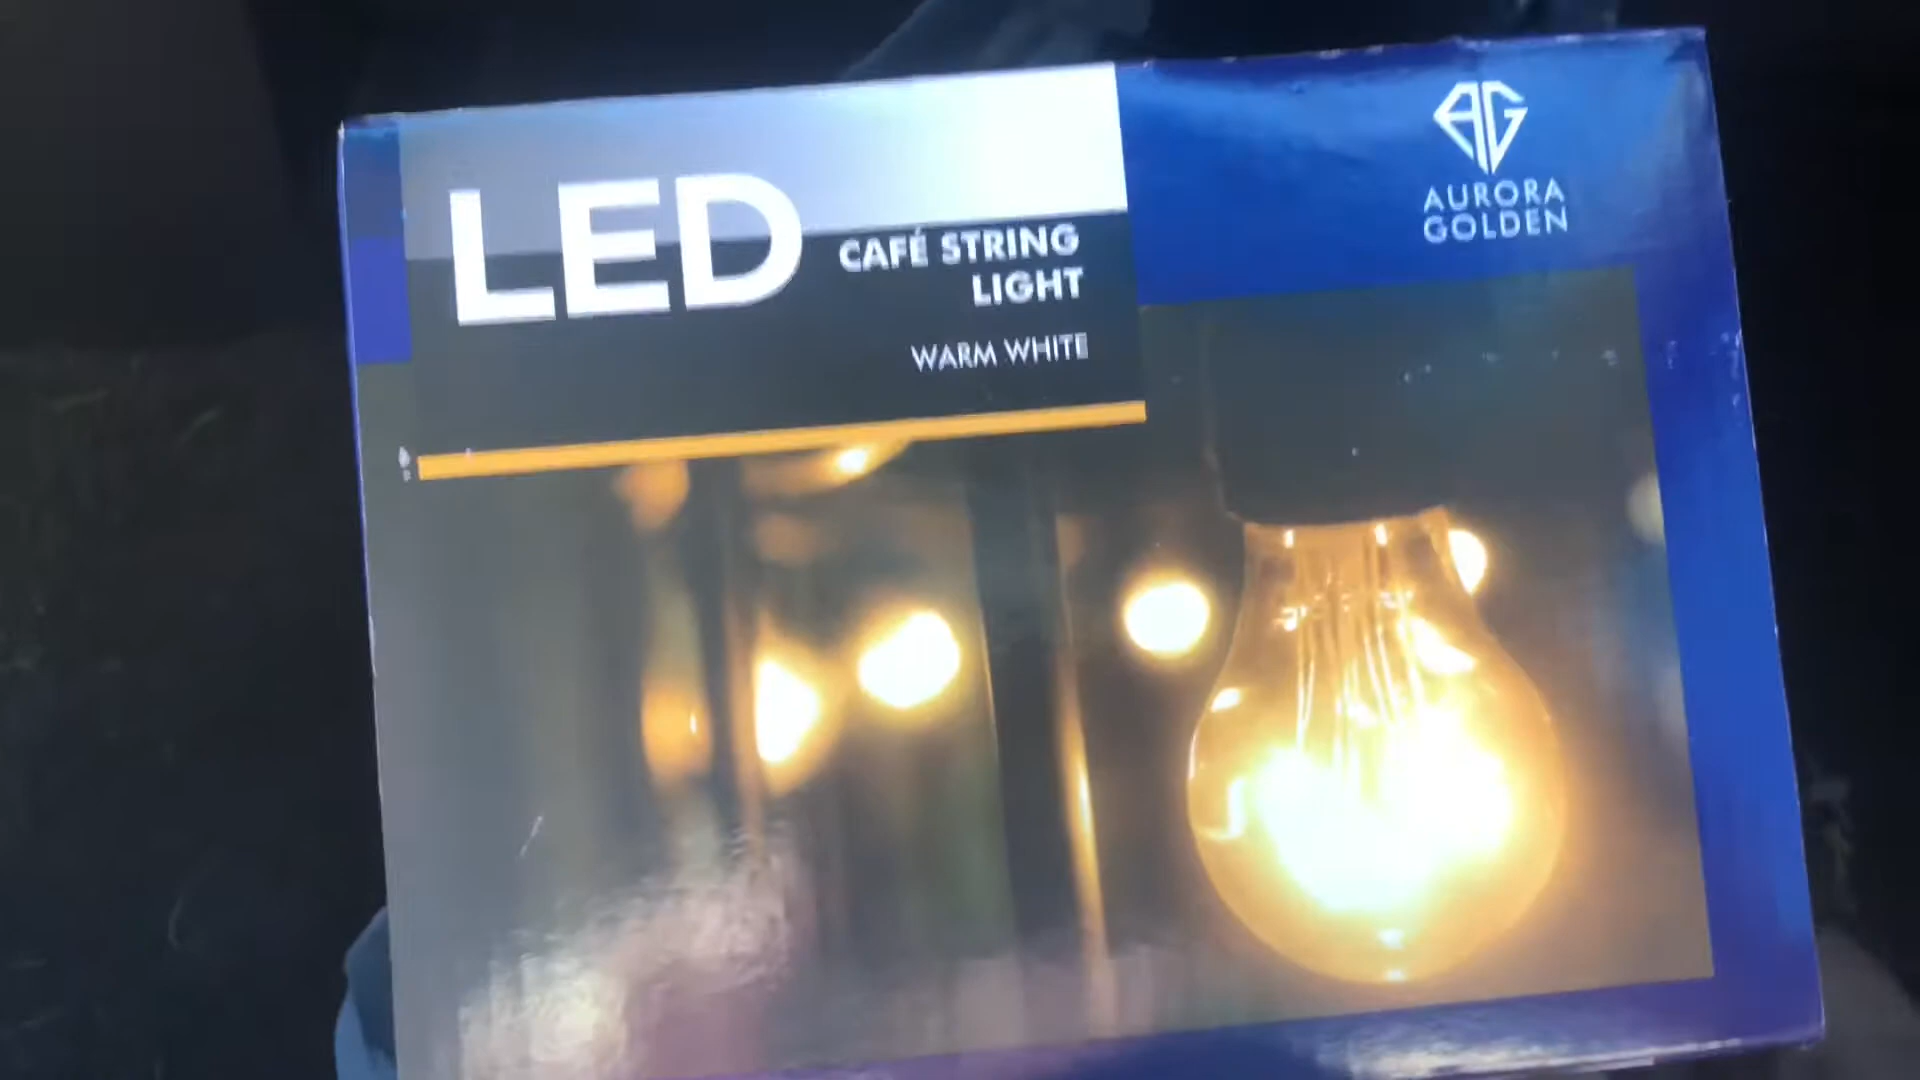 LED
CAFÉ STRING
LIGHT
WARM WHITE
AG
AURORA
GOLDEN